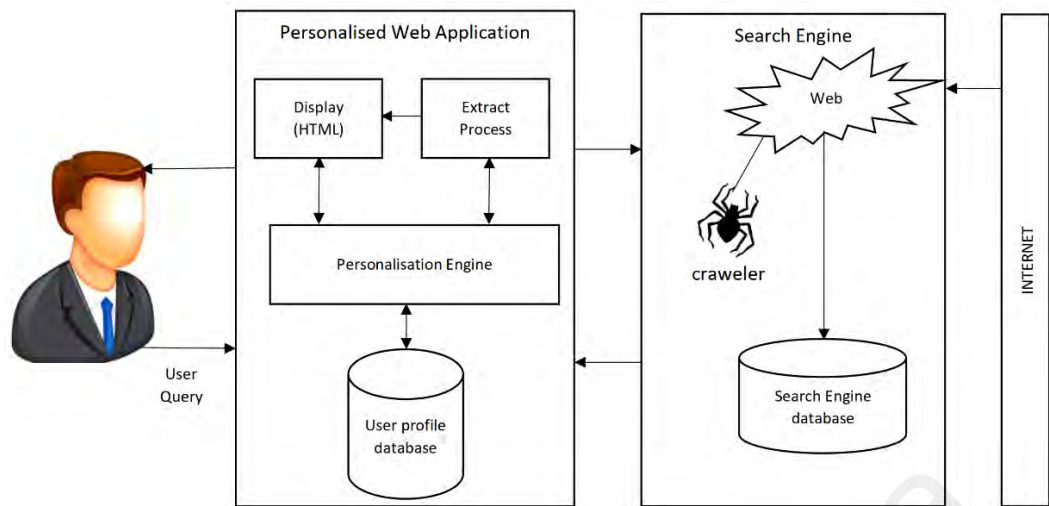 Personalised Web Application
Search Engine
Display
(HTML)
Extract
Process
Web
craweler
Personalisation Engine
INTERNET
User
Query
User profile
database
Search Engine
database